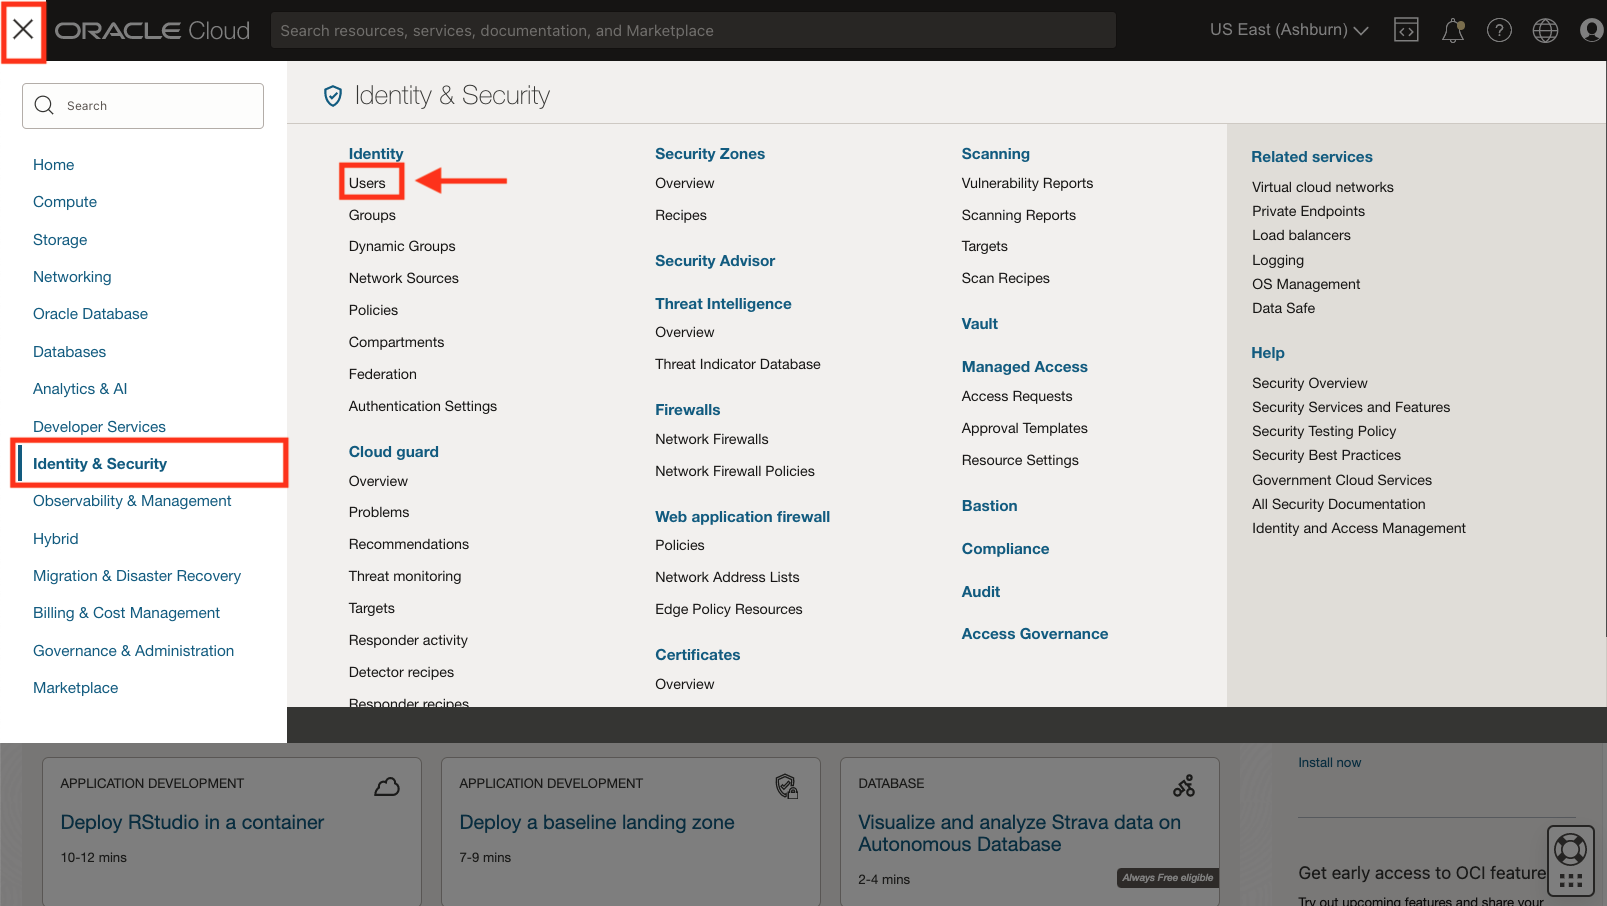 ORACLE Cloud
Search resources, services, documentation, and Marketplace
US East (Ashburn)
Search
Home
Compute
Storage
Networking
Oracle Database
Databases
Analytics & AI
Developer Services
Identity & Security
Observability & Management
Hybrid
Migration & Disaster Recovery
Billing & Cost Management
Governance & Administration
Marketplace
Identity & Security
Identity
Users
Groups
Dynamic Groups
Network Sources
Policies
Compartments
Federation
Authentication Settings
Cloud guard
Overview
Problems
Recommendations
Threat monitoring
Targets
Responder activity
Detector recipes
Responder recipes
Security Zones
Overview
Recipes
Security Advisor
Threat Intelligence
Overview
Threat Indicator Database
Firewalls
Network Firewalls
Network Firewall Policies
Web application firewall
Policies
Network Address Lists
Edge Policy Resources
Certificates
Overview
Scanning
Vulnerability Reports
Scanning Reports
Targets
Scan Recipes
Vault
Managed Access
Access Requests
Approval Templates
Resource Settings
Bastion
Compliance
Audit
Access Governance
Related services
Virtual cloud networks
Private Endpoints
Load balancers
Logging
OS Management
Data Safe
Help
Security Overview
Security Services and Features
Security Testing Policy
Security Best Practices
Government Cloud Services
All Security Documentation
Identity and Access Management
APPLICATION DEVELOPMENT
Deploy RStudio in a container
10-12 mins
APPLICATION DEVELOPMENT
Deploy a baseline landing zone
7-9 mins
DATABASE
Visualize and analyze Strava data on
Autonomous Database
2-4 mins
Always Free eligible
Install now
Get early access to OCI feature
Try out upcoming features and share your